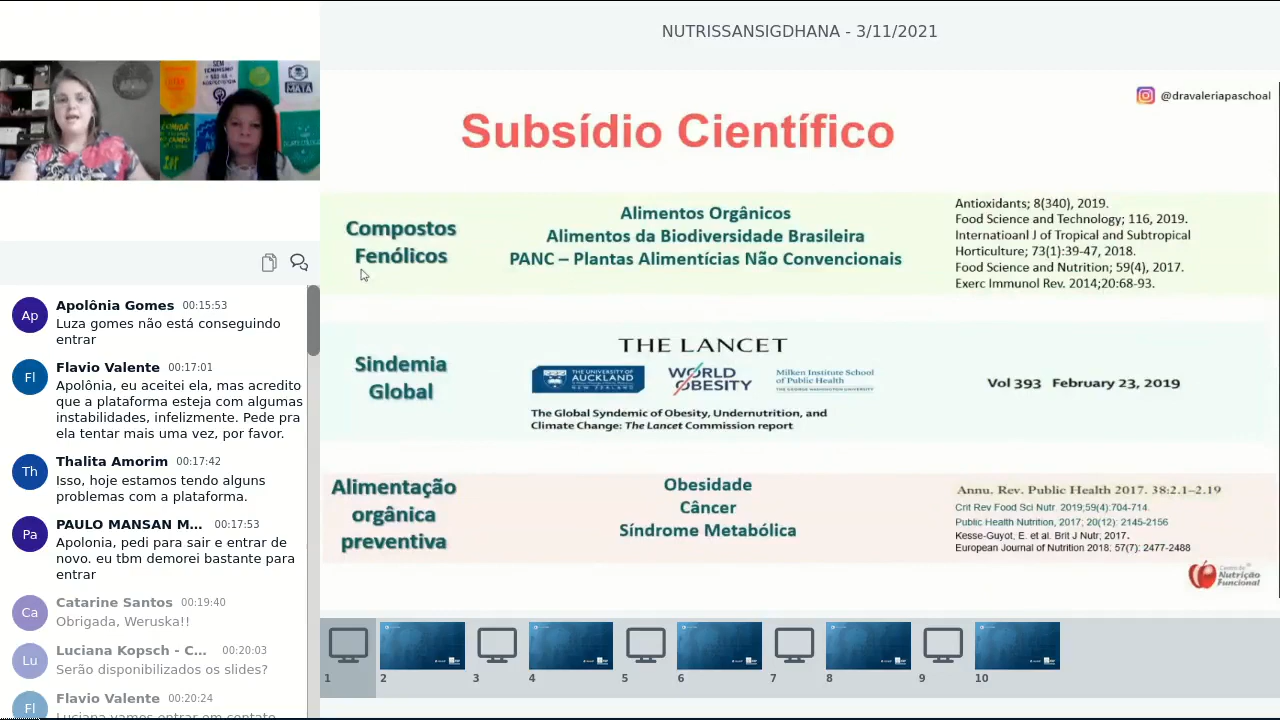 NUTRISSANSIGDHANA - 3/11/2021
@dravaleriapaschoal
Subsídio Científico
Compostos
Fenólicos
Alimentos Orgânicos
Alimentos da Biodiversidade Brasileira
PANC – Plantas Alimentícias Não Convencionais
Antioxidants; 8(340), 2019.
Food Science and Technology; 116, 2019.
Internatioanl J of Tropical and Subtropical
Horticulture; 73(1):39-47, 2018.
Food Science and Nutrition; 59(4), 2017.
Exerc Immunol Rev. 2014;20:68-93.
Sindemia
Global
THE LANCET
THE UNIVERSITY OF
AUCKLAND
NEW ZEALAND
WORLD
OBESITY
Milken Institute School
of Public Health
THE GEORGE WASHINGTON UNIVERSITY
The Global Syndemic of Obesity, Undernutrition, and
Climate Change: The Lancet Commission report
Vol 393 February 23, 2019
Alimentação
orgânica
preventiva
Obesidade
Câncer
Síndrome Metabólica
Annu. Rev. Public Health 2017. 38:2.1–2.19
Crit Rev Food Sci Nutr. 2019;59(4):704-714.
Public Health Nutrition, 2017; 20(12): 2145-2156
Kesse-Guyot, E. et al. Brit J Nutr; 2017.
European Journal of Nutrition 2018; 57(7): 2477-2488
Centro de
Nutrição
Funcional
Ap
Apolônia Gomes 00:15:53
Luza gomes não está conseguindo
entrar
Fl
Flavio Valente 00:17:01
Apolônia, eu aceitei ela, mas acredito
que a plataforma esteja com algumas
instabilidades, infelizmente. Pede pra
ela tentar mais uma vez, por favor.
Th
Thalita Amorim 00:17:42
Isso, hoje estamos tendo alguns
problemas com a plataforma.
Pa
PAULO MANSAN M... 00:17:53
Apolonia, pedi para sair e entrar de
novo. eu tbm demorei bastante para
entrar
Ca
Catarine Santos 00:19:40
Obrigada, Weruska!!
Lu
Luciana Kopsch - C... 00:20:03
Serão disponibilizados os slides?
Fl
Flavio Valente 00:20:24
Luciana vamos entrar em contato
1
2
3
4
5
6
7
8
9
10